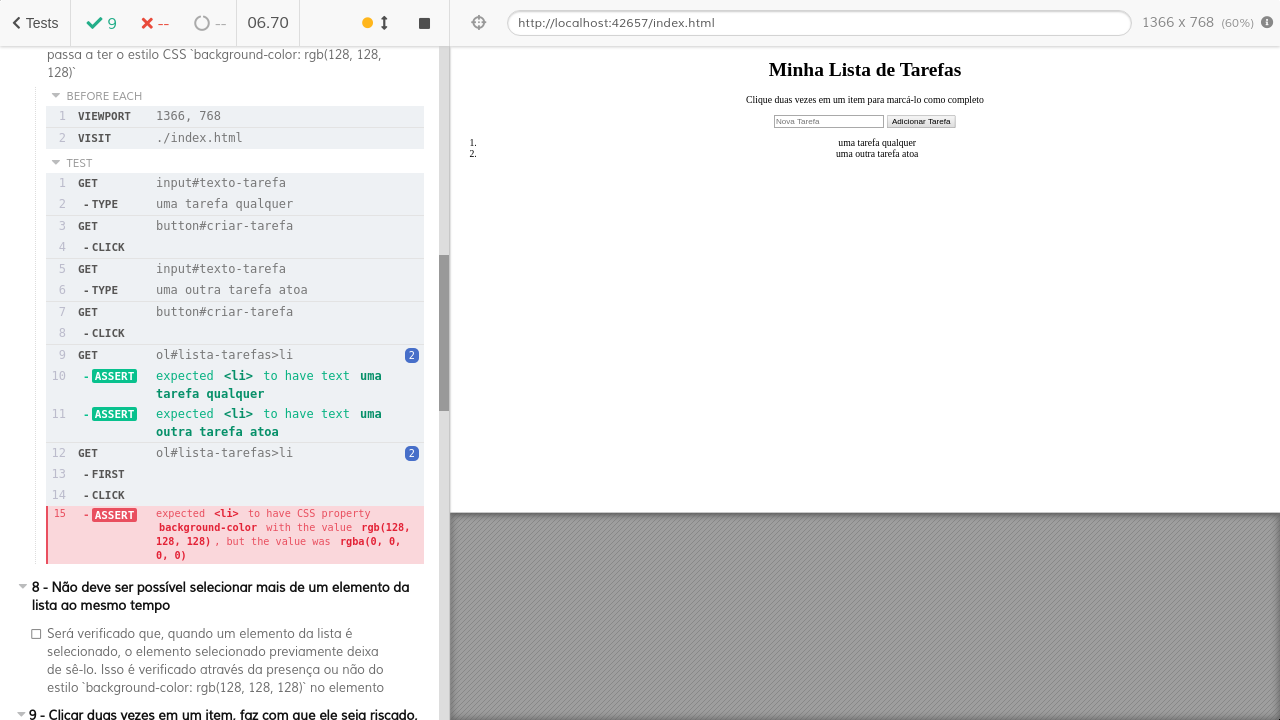 Tests 9 -- -- 06.70
http://localhost:42657/index.html 1366 x 768 (60%)
passa a ter o estilo CSS `background-color: rgb(128, 128,
128)`
BEFORE EACH
1 VIEWPORT 1366, 768
2 VISIT ./index.html
TEST
1 GET input#texto-tarefa
2 -TYPE uma tarefa qualquer
3 GET button#criar-tarefa
4 -CLICK
5 GET input#texto-tarefa
6 -TYPE uma outra tarefa atoa
7 GET button#criar-tarefa
8 -CLICK
9 GET ol#lista-tarefas>li 2
10 -ASSERT expected <li> to have text uma
tarefa qualquer
11 -ASSERT expected <li> to have text uma
outra tarefa atoa
12 GET ol#lista-tarefas>li 2
13 -FIRST
14 -CLICK
15 -ASSERT expected <li> to have CSS property
background-color with the value rgb(128,
128, 128) , but the value was rgba(0, 0,
0, 0)
8 - Não deve ser possível selecionar mais de um elemento da
lista ao mesmo tempo
Será verificado que, quando um elemento da lista é
selecionado, o elemento selecionado previamente deixa
de sê-lo. Isso é verificado através da presença ou não do
estilo `background-color: rgb(128, 128, 128)` no elemento
9 - Clicar duas vezes em um item, faz com que ele seja riscado,
Minha Lista de Tarefas
Clique duas vezes em um item para marcá-lo como completo
Nova Tarefa Adicionar Tarefa
1. uma tarefa qualquer
2. uma outra tarefa atoa